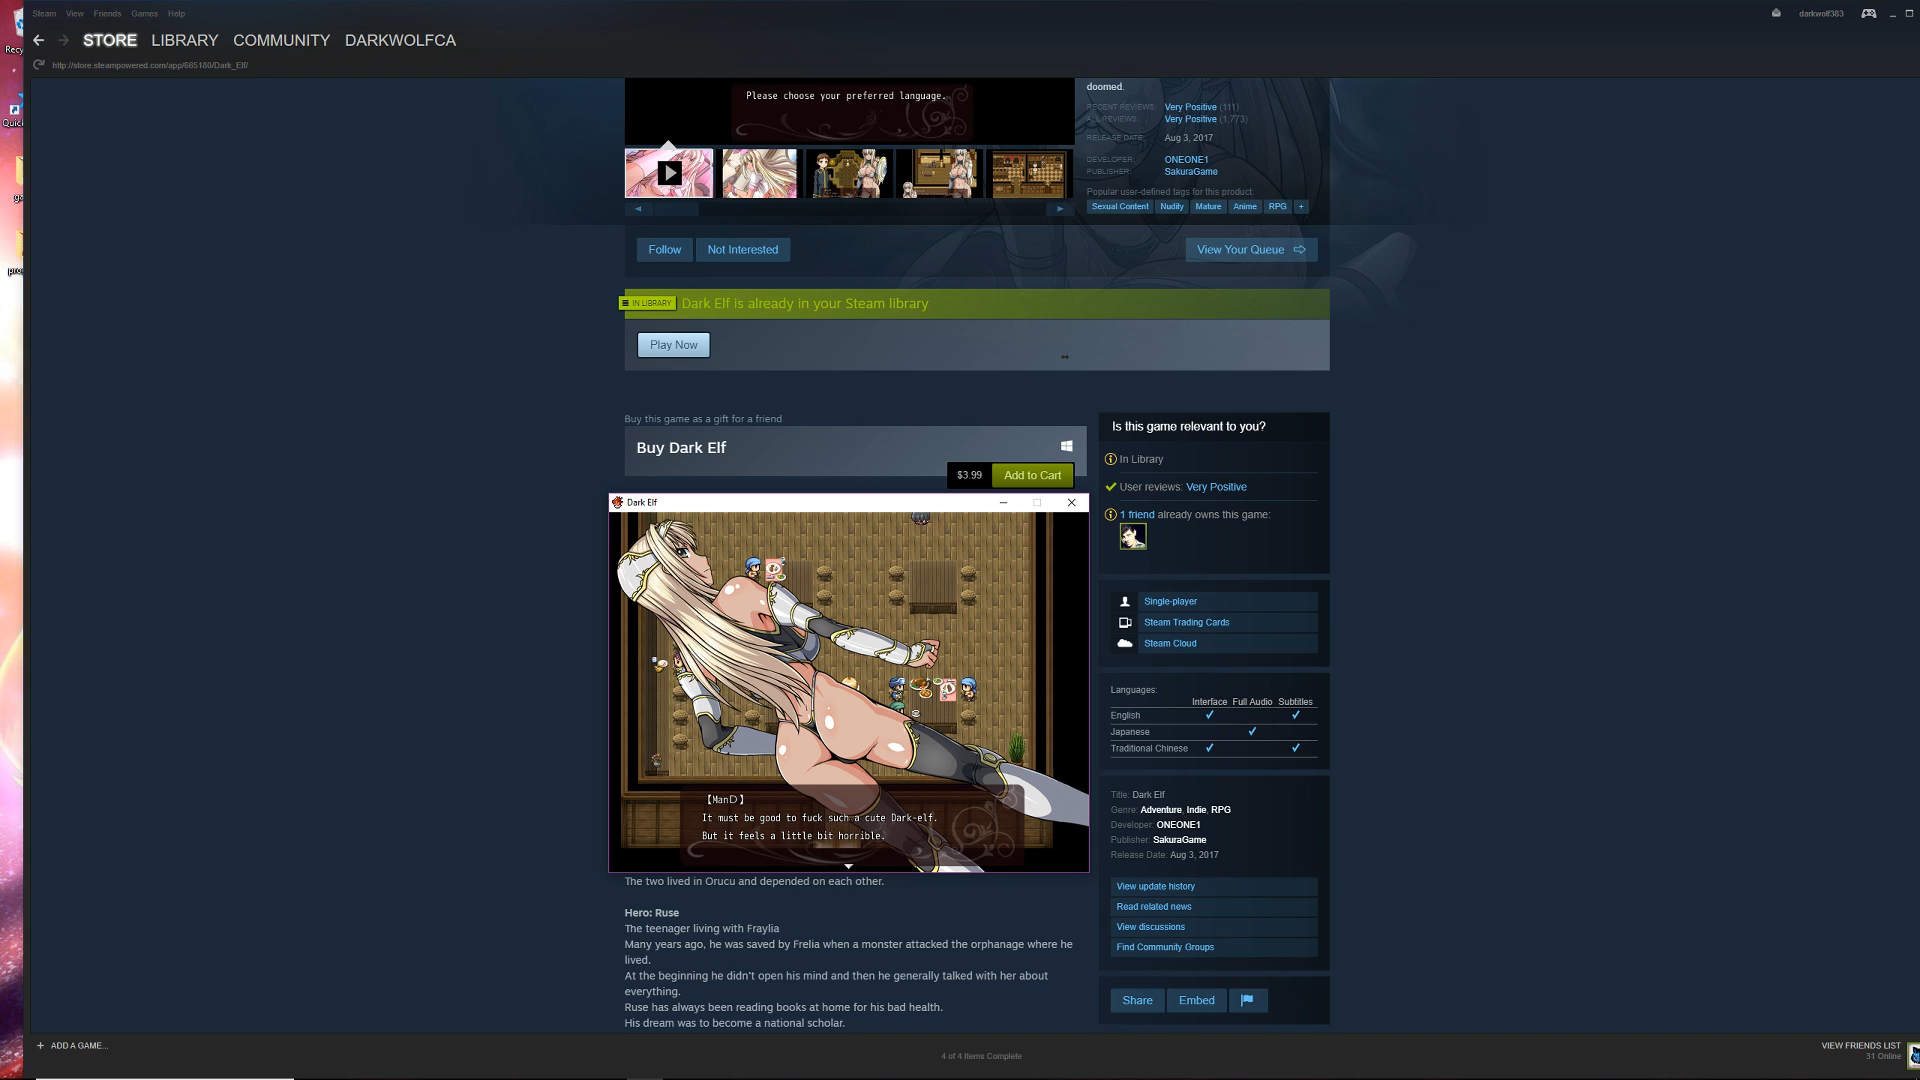 Steam View Friends Games Help
darkwolf383
STORE LIBRARY COMMUNITY DARKWOLFCA
http://store.steampowered.com/app/665180/Dark_Elf/
Please choose your preferred language.
doomed.
RECENT REVIEWS: Very Positive (111)
ALL REVIEWS: Very Positive (1,773)
RELEASE DATE: Aug 3, 2017
DEVELOPER: ONEONE1
PUBLISHER: SakuraGame
Popular user-defined tags for this product:
Sexual Content Nudity Mature Anime RPG +
Follow Not Interested View Your Queue
IN LIBRARY Dark Elf is already in your Steam library
Play Now
Buy this game as a gift for a friend
Buy Dark Elf
$3.99 Add to Cart
Dark Elf
【ManD】
It must be good to fuck such a cute Dark-elf.
But it feels a little bit horrible.
The two lived in Orucu and depended on each other.
Hero: Ruse
The teenager living with Fraylia
Many years ago, he was saved by Frelia when a monster attacked the orphanage where he
lived.
At the beginning he didn't open his mind and then he generally talked with her about
everything.
Ruse has always been reading books at home for his bad health.
His dream was to become a national scholar.
Is this game relevant to you?
In Library
User reviews: Very Positive
1 friend already owns this game:
Single-player
Steam Trading Cards
Steam Cloud
Languages:
Interface Full Audio Subtitles
English
Japanese
Traditional Chinese
Title: Dark Elf
Genre: Adventure, Indie, RPG
Developer: ONEONE1
Publisher: SakuraGame
Release Date: Aug 3, 2017
View update history
Read related news
View discussions
Find Community Groups
Share Embed
+ ADD A GAME...
4 of 4 Items Complete
VIEW FRIENDS LIST
31 Online